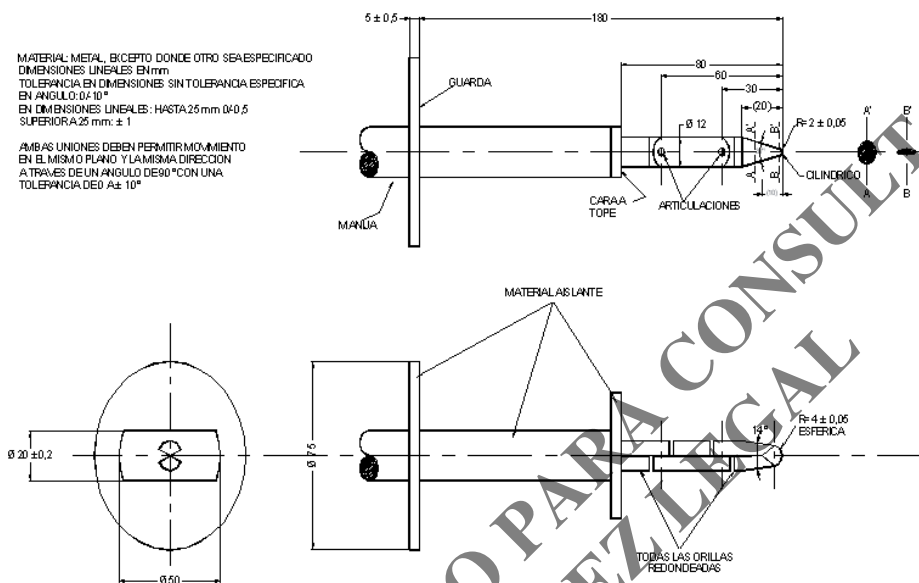 5 ± 0,5
180
MATERIAL: METAL, EXCEPTO DONDE OTRO SEA ESPECIFICADO
DIMENSIONES LINEALES EN mm
TOLERANCIA EN DIMENSIONES SIN TOLERANCIA ESPECIFICA
EN ANGULO: 0/-10°
EN DIMENSIONES LINEALES: HASTA 25 mm 0/-0,5
SUPERIOR A 25 mm: ± 1
AMBAS UNIONES DEBEN PERMITIR MOVIMIENTO
EN EL MISMO PLANO Y LA MISMA DIRECCION
A TRAVES DE UN ANGULO DE 90° CON UNA
TOLERANCIA DE 0 A ± 10°
GUARDA
80
60
30
(20)
Ø 12
A'
B'
R=2 ± 0,05
A'
B'
A
B
(10)
CILINDRICO
A
B
CARA A
TOPE
ARTICULACIONES
MANIJA
MATERIAL AISLANTE
Ø 20 ±0,2
Ø 75
14°
R=4 ± 0,05
ESFERICA
TODAS LAS ORILLAS
REDONDEADAS
Ø 50
O PARA CONSULT
EZ LEGAL